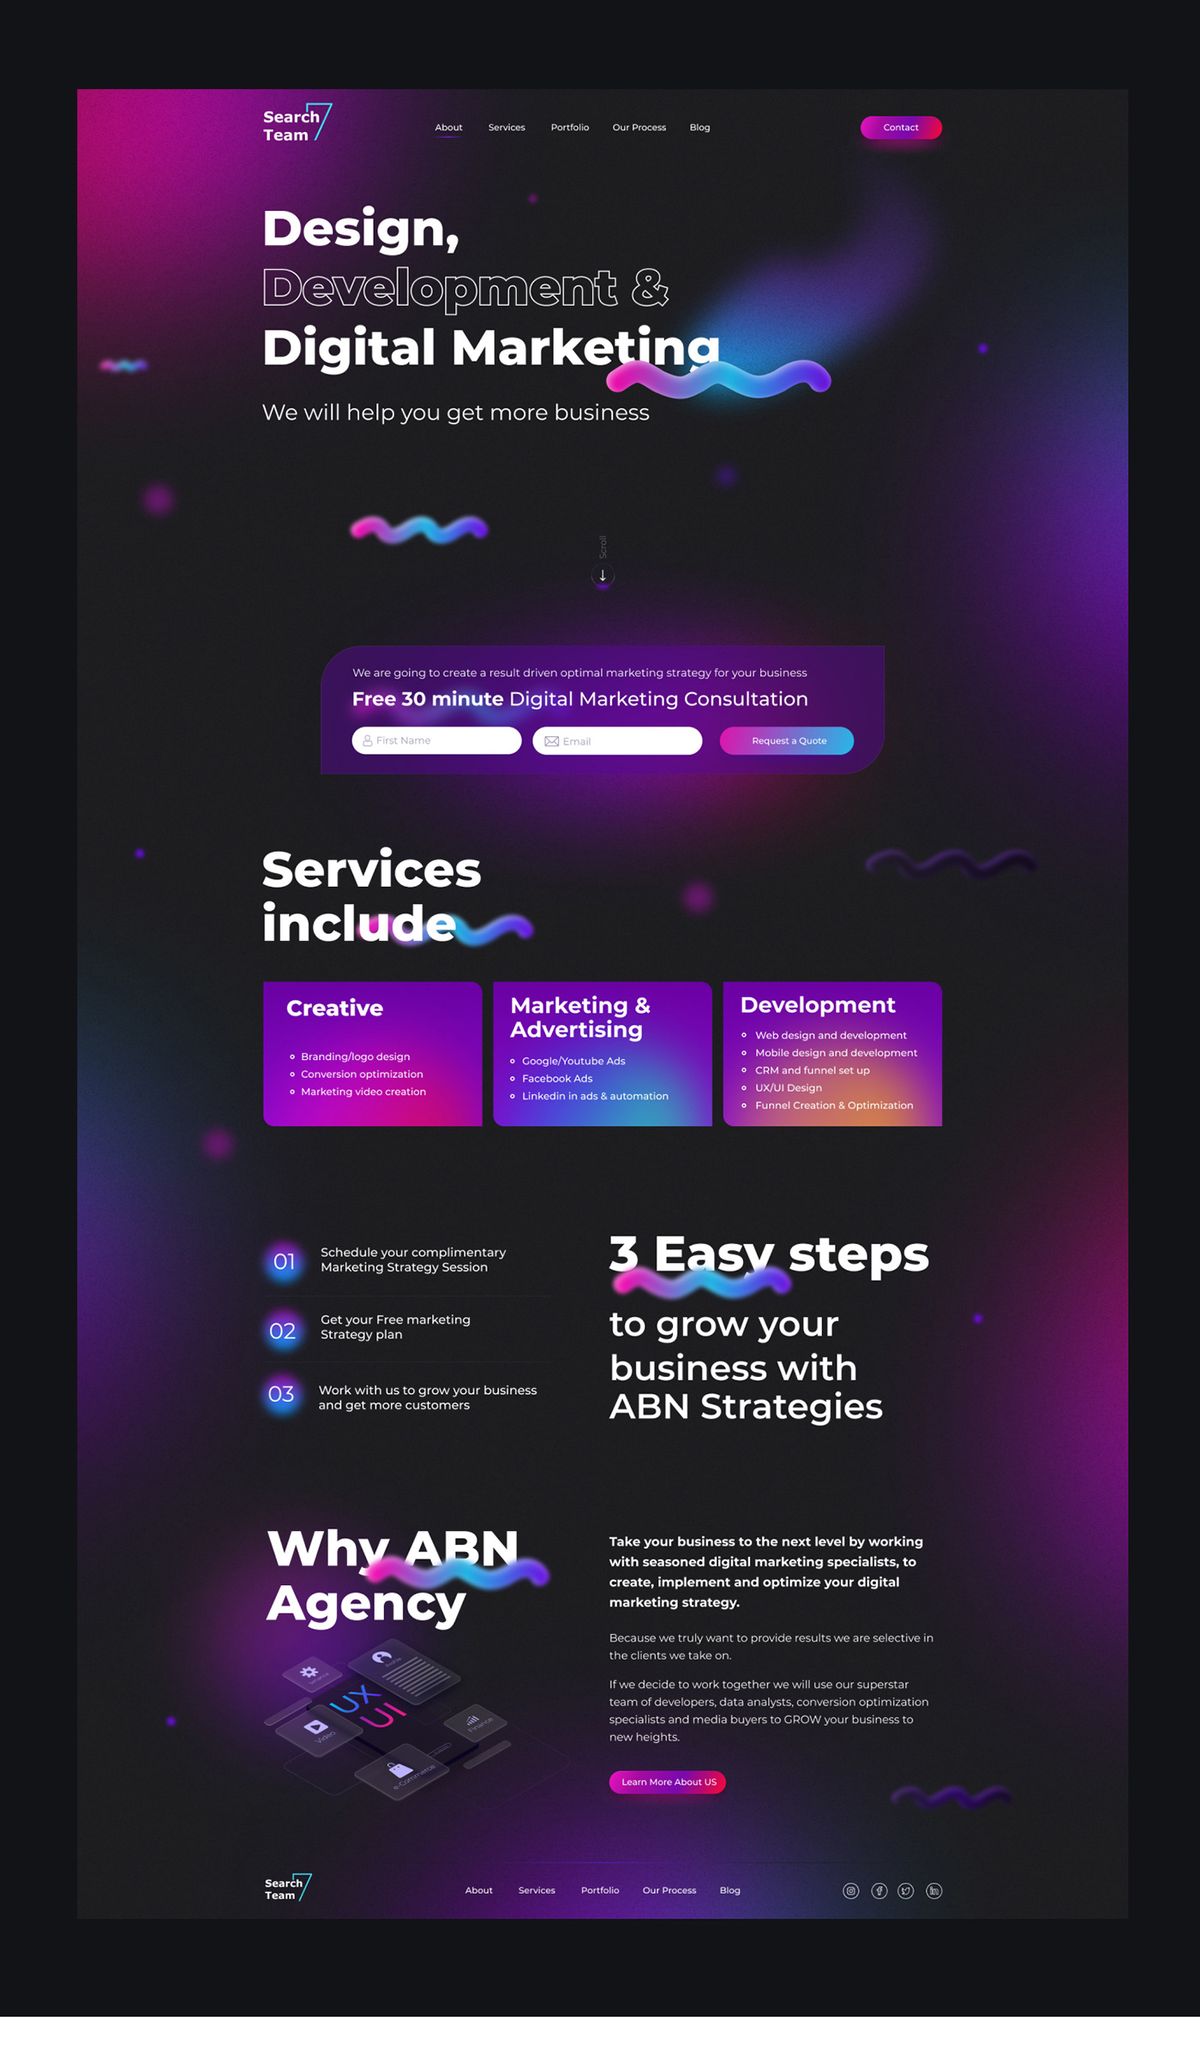 Search
Team
About
Services
Portfolio
Our Process
Blog
Contact
Design,
Development &
Digital Marketing
We will help you get more business
Scroll
We are going to create a result driven optimal marketing strategy for your business
Free 30 minute Digital Marketing Consultation
First Name
Email
Request a Quote
Services
include
Creative
Branding/logo design
Conversion optimization
Marketing video creation
Marketing &
Advertising
Google/Youtube Ads
Facebook Ads
Linkedin in ads & automation
Development
Web design and development
Mobile design and development
CRM and funnel set up
UX/UI Design
Funnel Creation & Optimization
01
Schedule your complimentary
Marketing Strategy Session
02
Get your Free marketing
Strategy plan
03
Work with us to grow your business
and get more customers
3 Easy steps
to grow your
business with
ABN Strategies
Why ABN
Agency
UX
UI
Video
Finance
e-Commerce
Take your business to the next level by working
with seasoned digital marketing specialists, to
create, implement and optimize your digital
marketing strategy.
Because we truly want to provide results we are selective in
the clients we take on.
If we decide to work together we will use our superstar
team of developers, data analysts, conversion optimization
specialists and media buyers to GROW your business to
new heights.
Learn More About US
Search
Team
About
Services
Portfolio
Our Process
Blog